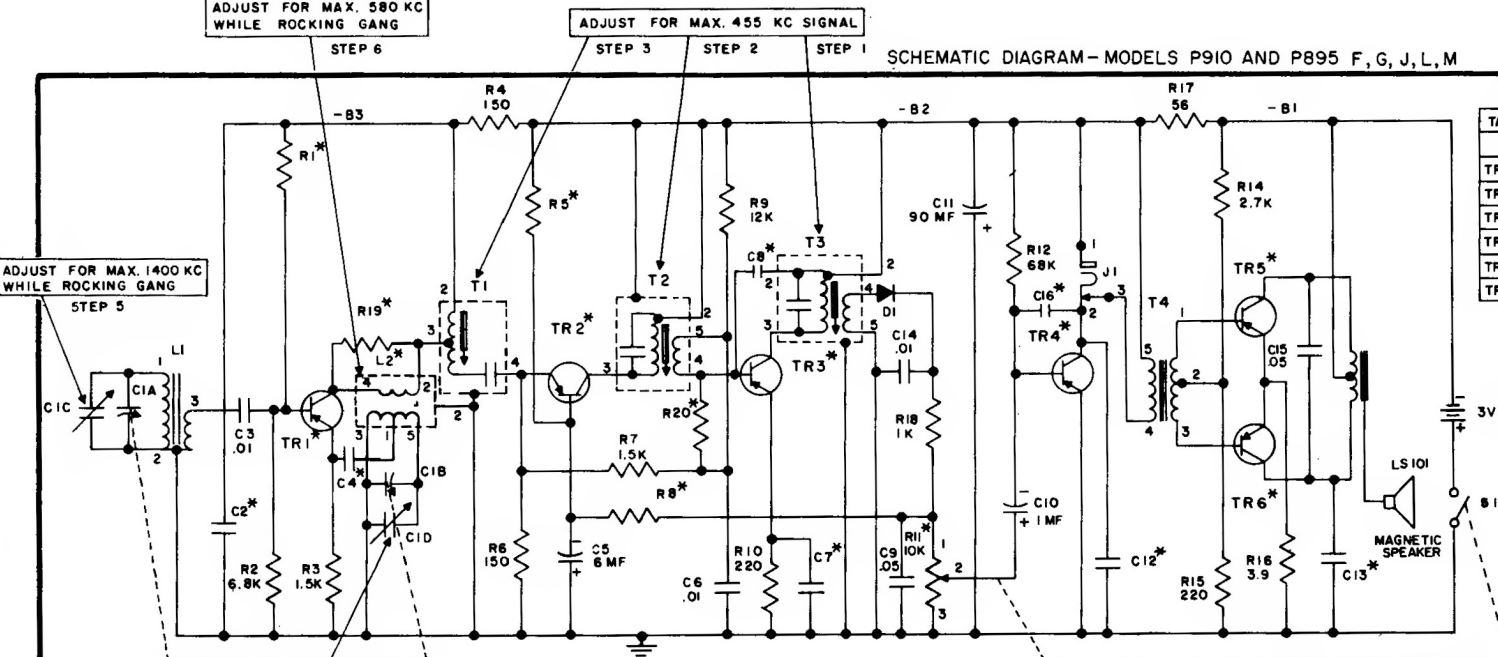 ADJUST FOR MAX. 580 KC
WHILE ROCKING GANG
STEP 6
ADJUST FOR MAX. 455 KC SIGNAL
STEP 3 STEP 2 STEP 1
SCHEMATIC DIAGRAM-MODELS P910 AND P895 F, G, J, L, M
ADJUST FOR MAX. 1400 KC
WHILE ROCKING GANG
STEP 5
-B3
R4
150
-B2
R17
56
-B1
R1*
R5*
R9
12K
C11
90 MF
+
R12
68K
R14
2.7K
TR5*
T1
T2
T3
C8*
D1
J1
C16*
TR4*
T4
R19*
L2*
TR2*
TR3*
C14
.01
C15
.05
L1
C1C
C1A
C3
.01
TR1*
C4*
C1B
C1D
R20*
R7
1.5K
R8*
R18
1K
C10
+ 1 MF
TR6*
LS101
MAGNETIC
SPEAKER
3V
S1
C2*
R2
6.8K
R3
1.5K
R6
150
C5
6 MF
+
C6
.01
R10
220
C7*
C9
.05
R11*
10K
1
2
3
C12*
R15
220
R16
3.9
C13*